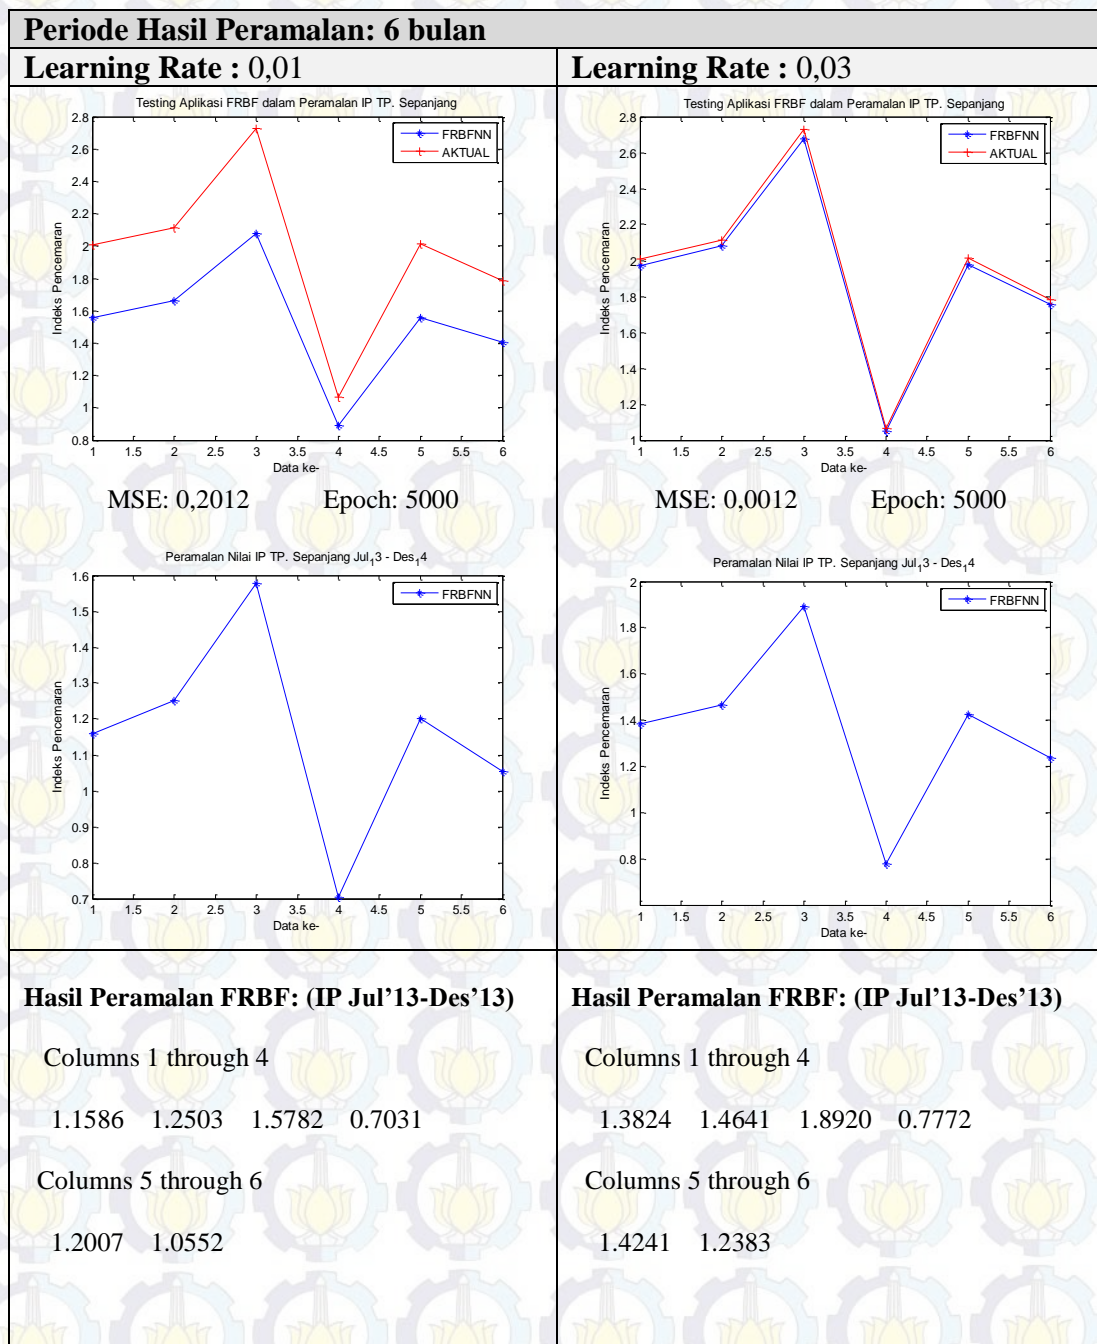 Periode Hasil Peramalan: 6 bulan
Learning Rate : 0,01
Testing Aplikasi FRBF dalam Peramalan IP TP. Sepanjang
FRBFNN
AKTUAL
Indeks Pencemaran
2.8
2.6
2.4
2.2
2
1.8
1.6
1.4
1.2
1
0.8
1 1.5 2 2.5 3 3.5 4 4.5 5 5.5 6
Data ke-
MSE: 0,2012 Epoch: 5000
Peramalan Nilai IP TP. Sepanjang Jul13 - Des14
FRBFNN
Indeks Pencemaran
1.6
1.5
1.4
1.3
1.2
1.1
1
0.9
0.8
0.7
1 1.5 2 2.5 3 3.5 4 4.5 5 5.5 6
Data ke-
Hasil Peramalan FRBF: (IP Jul’13-Des’13)
Columns 1 through 4
1.1586 1.2503 1.5782 0.7031
Columns 5 through 6
1.2007 1.0552
Learning Rate : 0,03
Testing Aplikasi FRBF dalam Peramalan IP TP. Sepanjang
FRBFNN
AKTUAL
Indeks Pencemaran
2.8
2.6
2.4
2.2
2
1.8
1.6
1.4
1.2
1
1 1.5 2 2.5 3 3.5 4 4.5 5 5.5 6
Data ke-
MSE: 0,0012 Epoch: 5000
Peramalan Nilai IP TP. Sepanjang Jul13 - Des14
FRBFNN
Indeks Pencemaran
2
1.8
1.6
1.4
1.2
1
0.8
1 1.5 2 2.5 3 3.5 4 4.5 5 5.5 6
Data ke-
Hasil Peramalan FRBF: (IP Jul’13-Des’13)
Columns 1 through 4
1.3824 1.4641 1.8920 0.7772
Columns 5 through 6
1.4241 1.2383